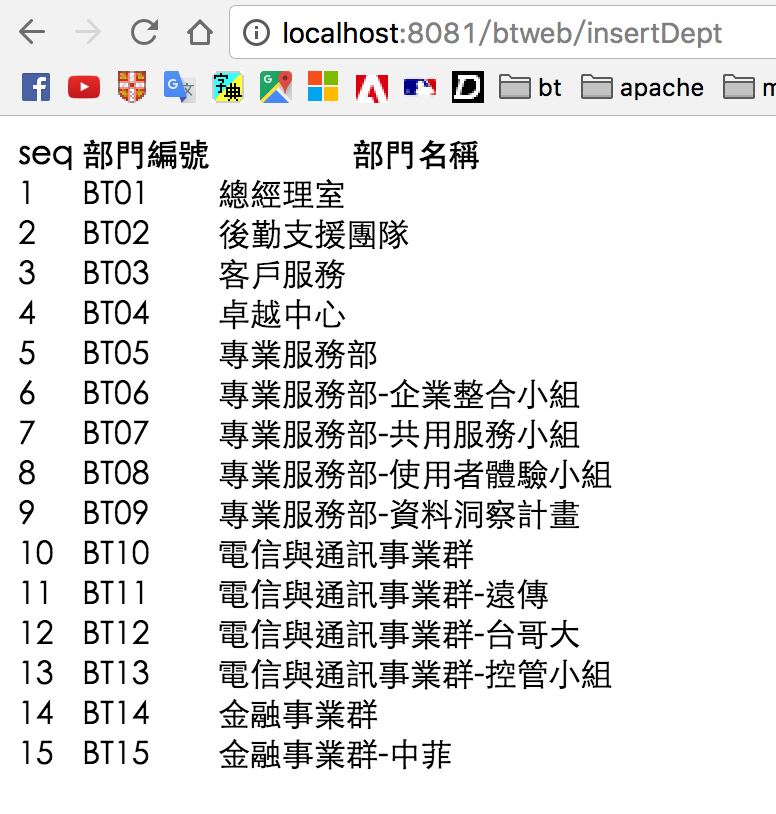 localhost:8081/btweb/insertDept
字典
bt apache m
seq 部門編號 部門名稱
1 BT01 總經理室
2 BT02 後勤支援團隊
3 BT03 客戶服務
4 BT04 卓越中心
5 BT05 專業服務部
6 BT06 專業服務部-企業整合小組
7 BT07 專業服務部-共用服務小組
8 BT08 專業服務部-使用者體驗小組
9 BT09 專業服務部-資料洞察計畫
10 BT10 電信與通訊事業群
11 BT11 電信與通訊事業群-遠傳
12 BT12 電信與通訊事業群-台哥大
13 BT13 電信與通訊事業群-控管小組
14 BT14 金融事業群
15 BT15 金融事業群-中菲